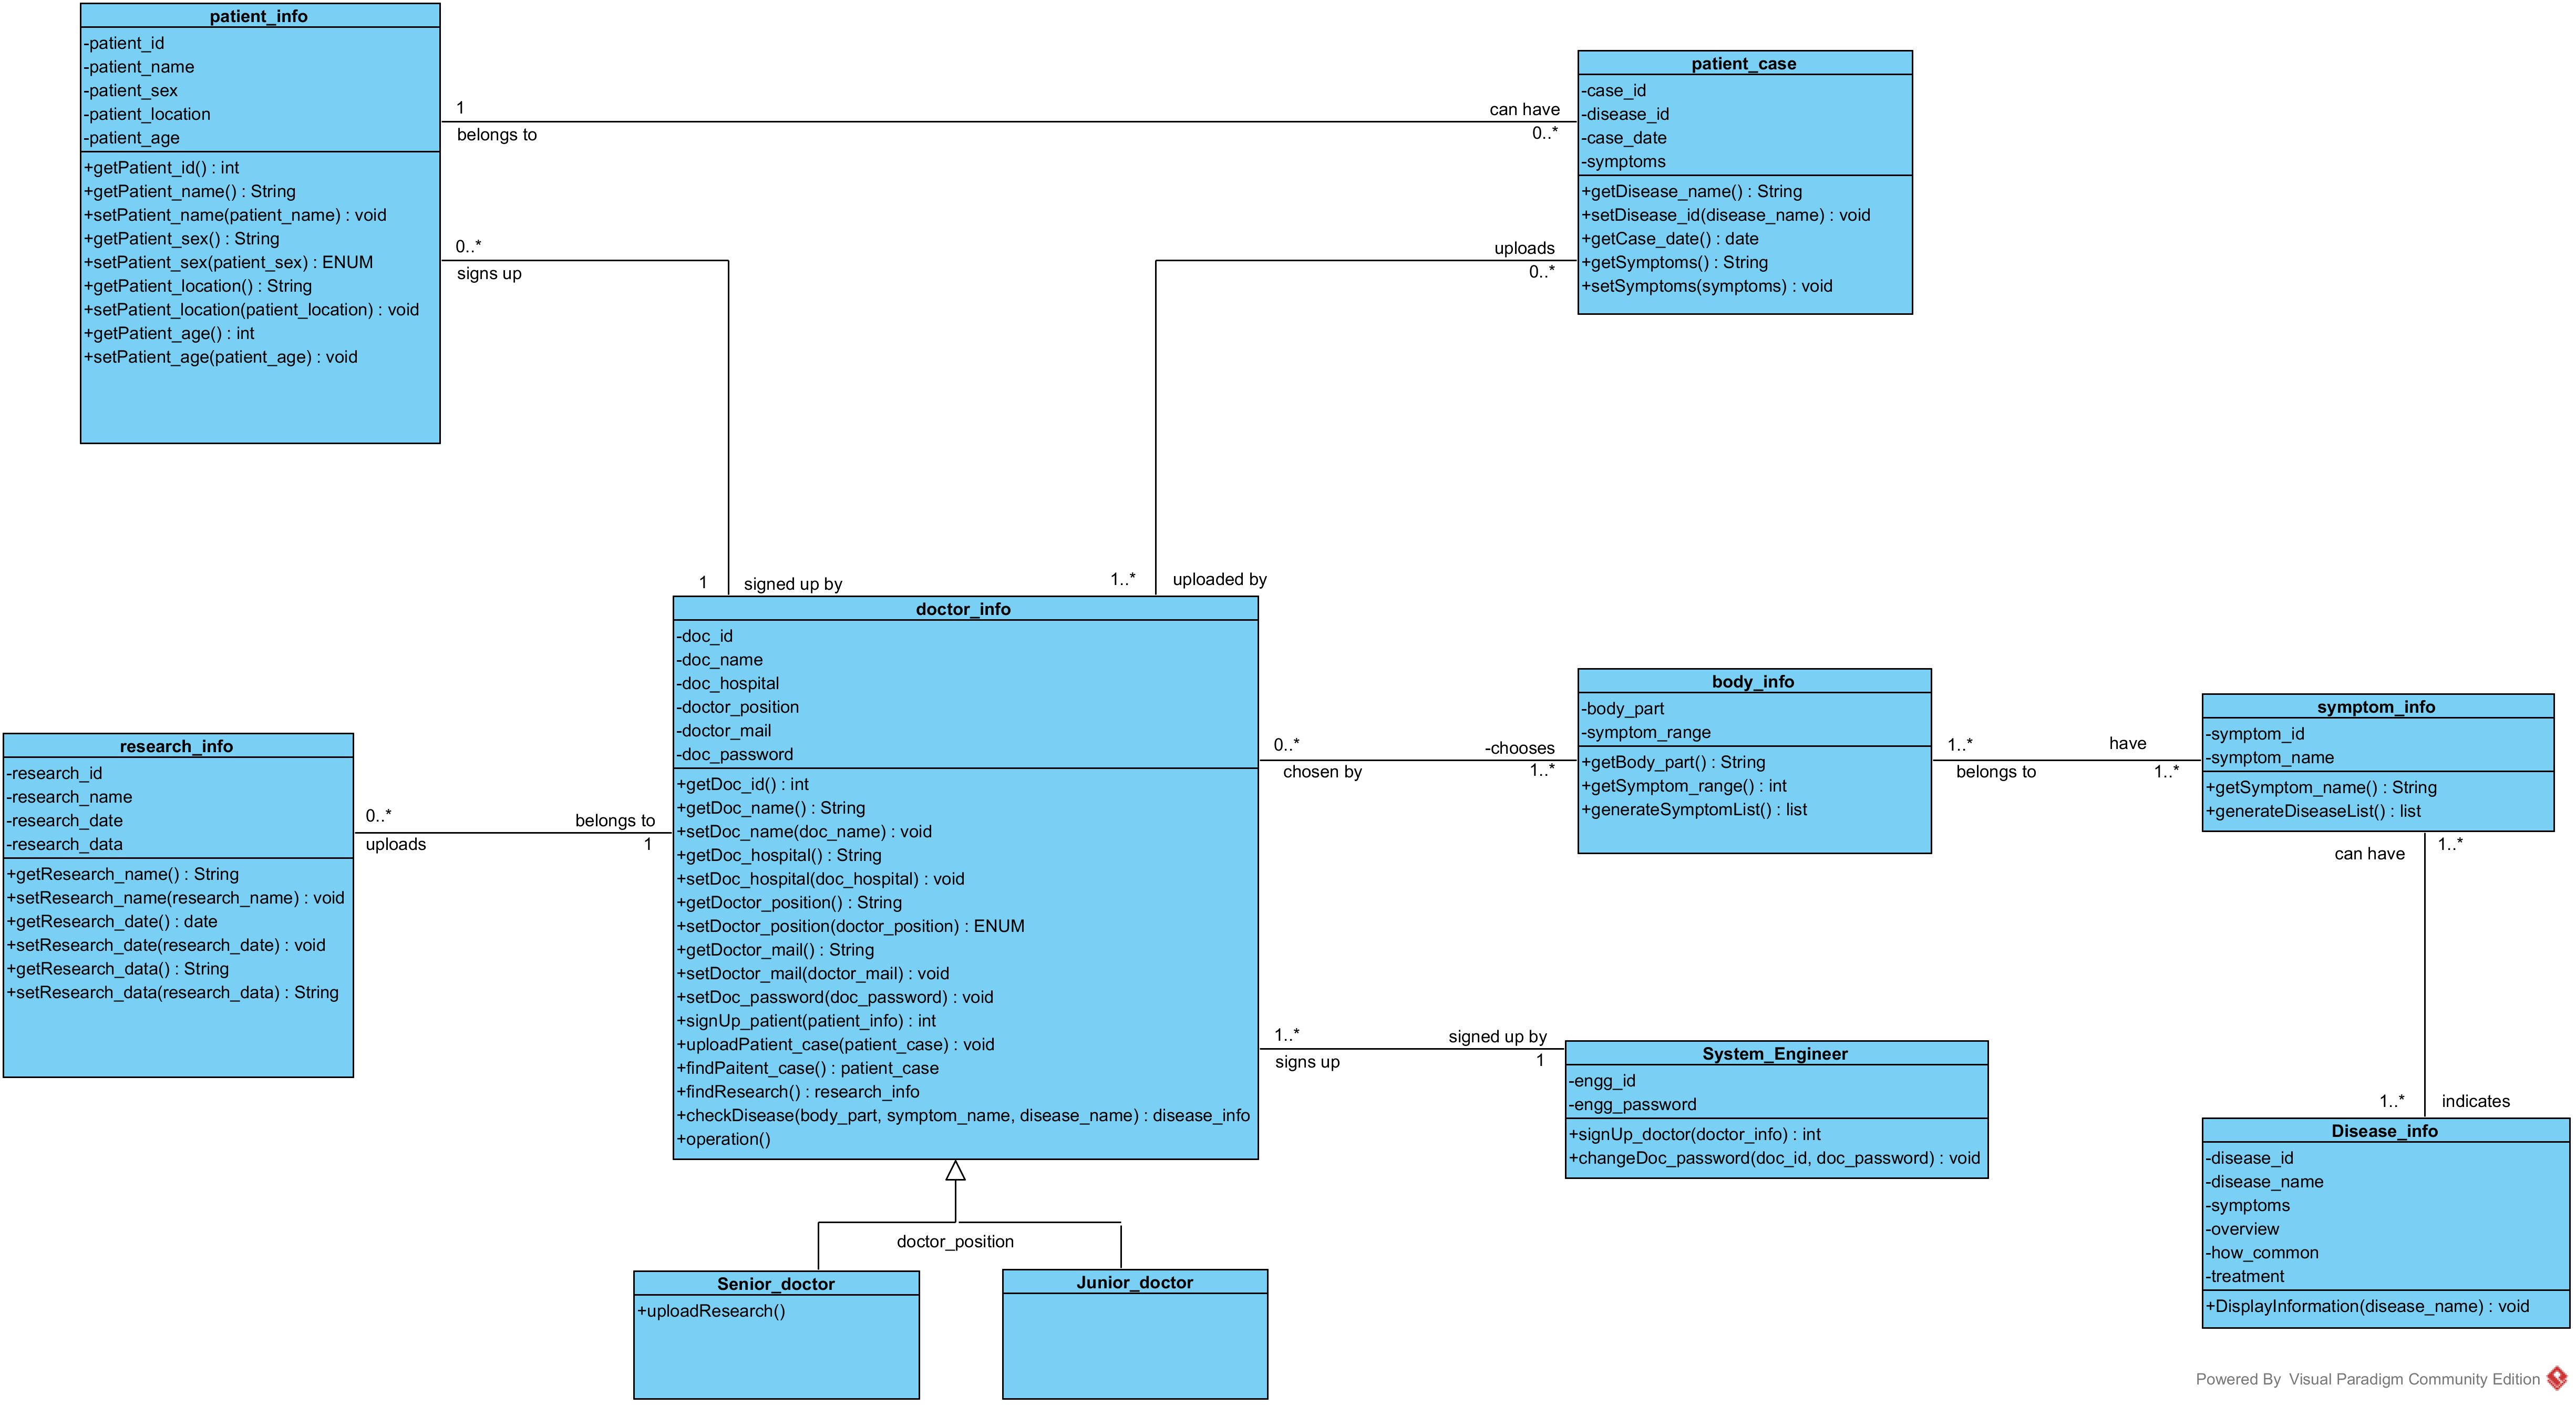 patient_info
-patient_id
-patient_name
-patient_sex
-patient_location
-patient_age
+getPatient_id() : int
+getPatient_name() : String
+setPatient_name(patient_name) : void
+getPatient_sex() : String
+setPatient_sex(patient_sex) : ENUM
+getPatient_location() : String
+setPatient_location(patient_location) : void
+getPatient_age() : int
+setPatient_age(patient_age) : void
1
belongs to
can have
0..*
patient_case
-case_id
-disease_id
-case_date
-symptoms
+getDisease_name() : String
+setDisease_id(disease_name) : void
+getCase_date() : date
+getSymptoms() : String
+setSymptoms(symptoms) : void
0..*
signs up
uploads
0..*
1
signed up by
1..*
uploaded by
doctor_info
-doc_id
-doc_name
-doc_hospital
-doctor_position
-doctor_mail
-doc_password
+getDoc_id() : int
+getDoc_name() : String
+setDoc_name(doc_name) : void
+getDoc_hospital() : String
+setDoc_hospital(doc_hospital) : void
+getDoctor_position() : String
+setDoctor_position(doctor_position) : ENUM
+getDoctor_mail() : String
+setDoctor_mail(doctor_mail) : void
+setDoc_password(doc_password) : void
+signUp_patient(patient_info) : int
+uploadPatient_case(patient_case) : void
+findPaitent_case() : patient_case
+findResearch() : research_info
+checkDisease(body_part, symptom_name, disease_name) : disease_info
+operation()
research_info
-research_id
-research_name
-research_date
-research_data
+getResearch_name() : String
+setResearch_name(research_name) : void
+getResearch_date() : date
+setResearch_date(research_date) : void
+getResearch_data() : String
+setResearch_data(research_data) : String
0..*
uploads
belongs to
1
0..*
chosen by
-chooses
1..*
body_info
-body_part
-symptom_range
+getBody_part() : String
+getSymptom_range() : int
+generateSymptomList() : list
1..*
belongs to
have
1..*
symptom_info
-symptom_id
-symptom_name
+getSymptom_name() : String
+generateDiseaseList() : list
can have
1..*
1..*
indicates
1..*
signs up
signed up by
1
System_Engineer
-engg_id
-engg_password
+signUp_doctor(doctor_info) : int
+changeDoc_password(doc_id, doc_password) : void
Disease_info
-disease_id
-disease_name
-symptoms
-overview
-how_common
-treatment
+DisplayInformation(disease_name) : void
doctor_position
Senior_doctor
+uploadResearch()
Junior_doctor
Powered By Visual Paradigm Community Edition